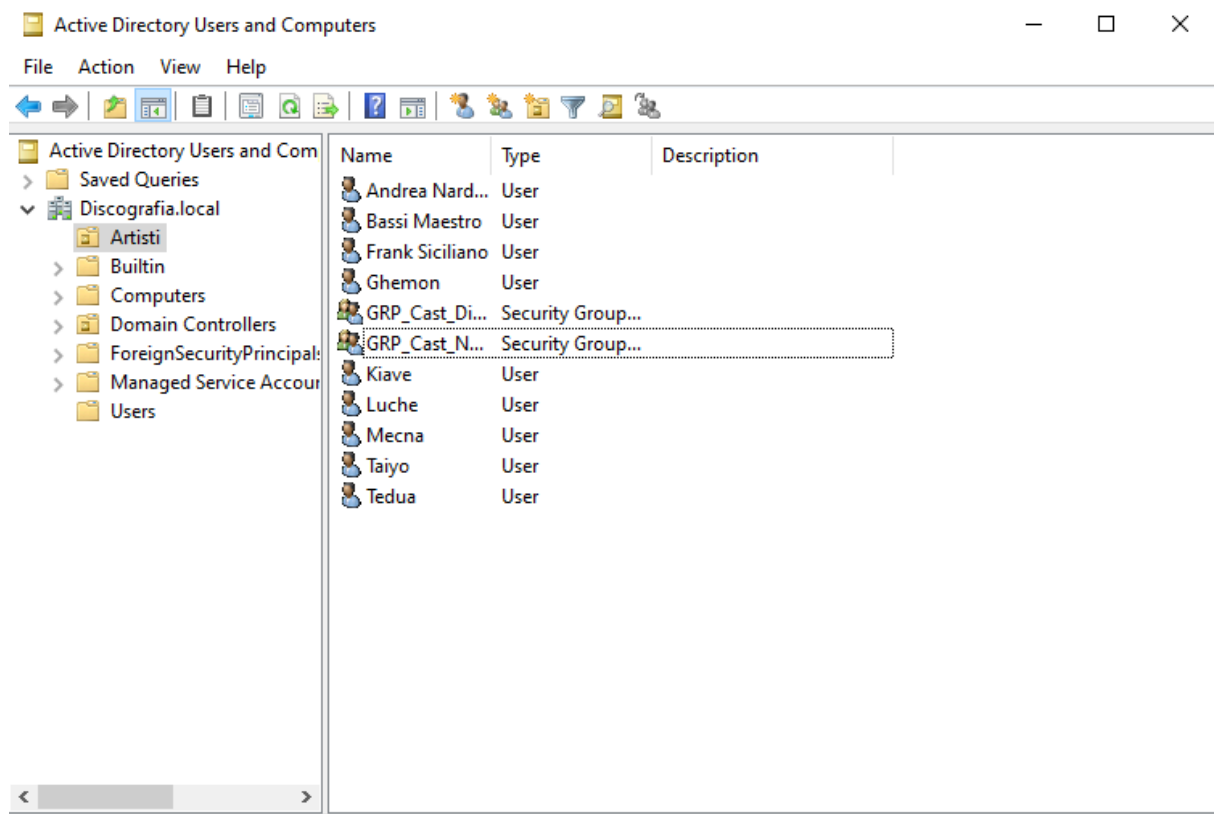 Active Directory Users and Computers
File Action View Help
Active Directory Users and Com
Saved Queries
Discografia.local
Artisti
Builtin
Computers
Domain Controllers
ForeignSecurityPrincipals
Managed Service Accour
Users
Name Type Description
Andrea Nard... User
Bassi Maestro User
Frank Siciliano User
Ghemon User
GRP_Cast_Di... Security Group...
GRP_Cast_N... Security Group...
Kiave User
Luche User
Mecna User
Taiyo User
Tedua User